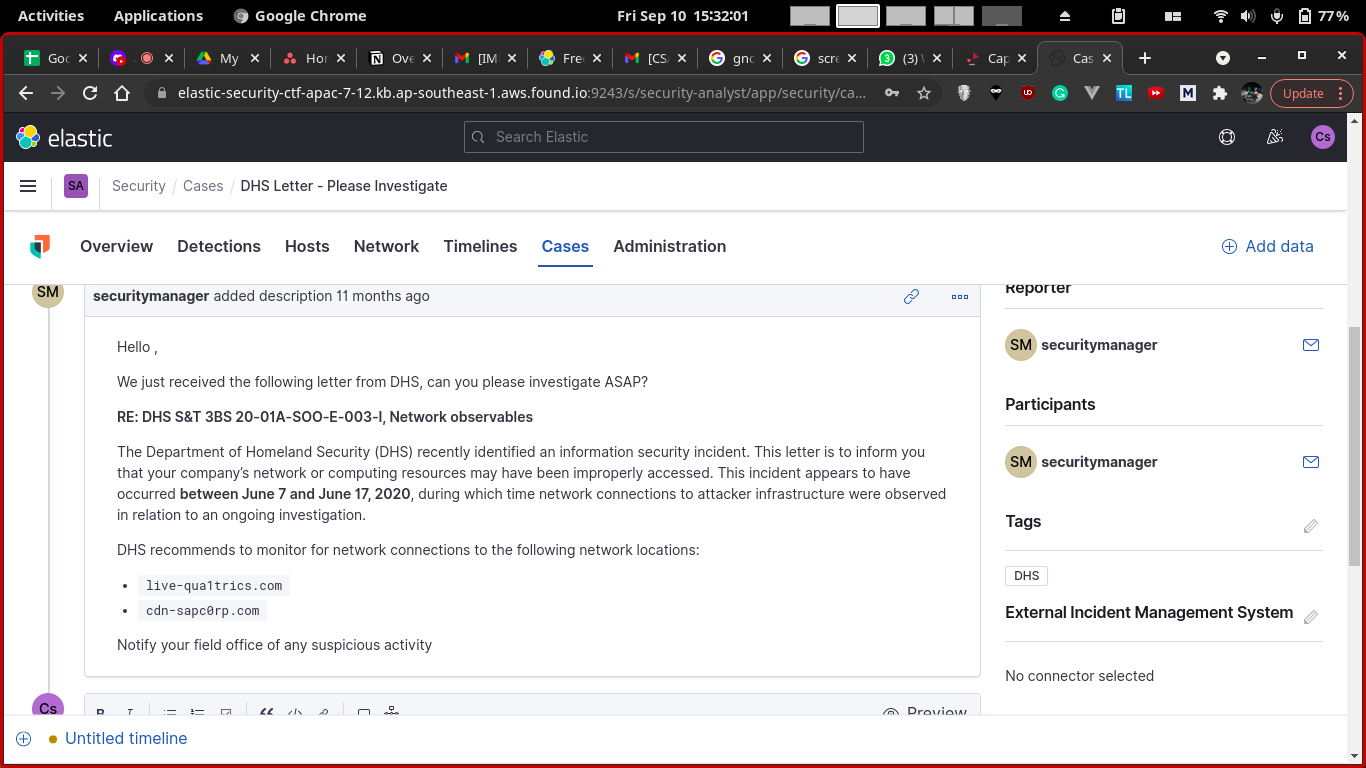 Activities Applications Google Chrome Fri Sep 10 15:32:01 77%
Goo My Hor Ove [IM Free [CSA gnc scre (3) W Cap Cas
elastic-security-ctf-apac-7-12.kb.ap-southeast-1.aws.found.io:9243/s/security-analyst/app/security/ca... Update
elastic Search Elastic Cs
SA Security / Cases / DHS Letter - Please Investigate
Overview Detections Hosts Network Timelines Cases Administration Add data
SM securitymanager added description 11 months ago
Reporter
Hello ,
SM securitymanager
We just received the following letter from DHS, can you please investigate ASAP?
Participants
RE: DHS S&T 3BS 20-01A-SOO-E-003-I, Network observables
The Department of Homeland Security (DHS) recently identified an information security incident. This letter is to inform you
SM securitymanager
that your company's network or computing resources may have been improperly accessed. This incident appears to have
occurred between June 7 and June 17, 2020, during which time network connections to attacker infrastructure were observed
in relation to an ongoing investigation.
Tags
DHS recommends to monitor for network connections to the following network locations:
DHS
• live-qua1trics.com
• cdn-sapc0rp.com
External Incident Management System
Notify your field office of any suspicious activity
No connector selected
Cs B I Preview
Untitled timeline